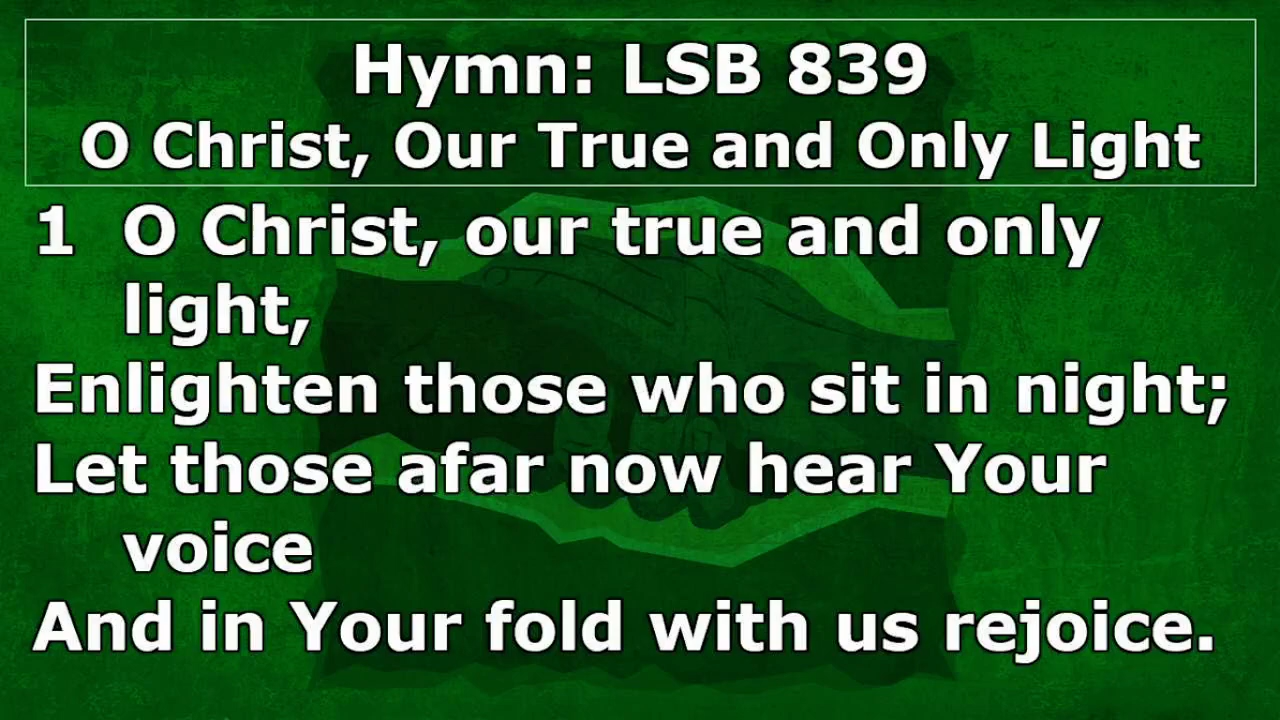 Hymn: LSB 839
O Christ, Our True and Only Light
1 O Christ, our true and only
light,
Enlighten those who sit in night;
Let those afar now hear Your
voice
And in Your fold with us rejoice.